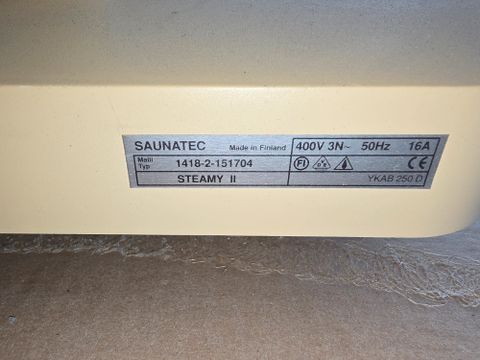 SAUNATEC Made in Finland
Malli
Typ
1418-2-151704
STEAMY II
400V 3N~ 50Hz 16A
FI D'E CE
YKAB 250 D